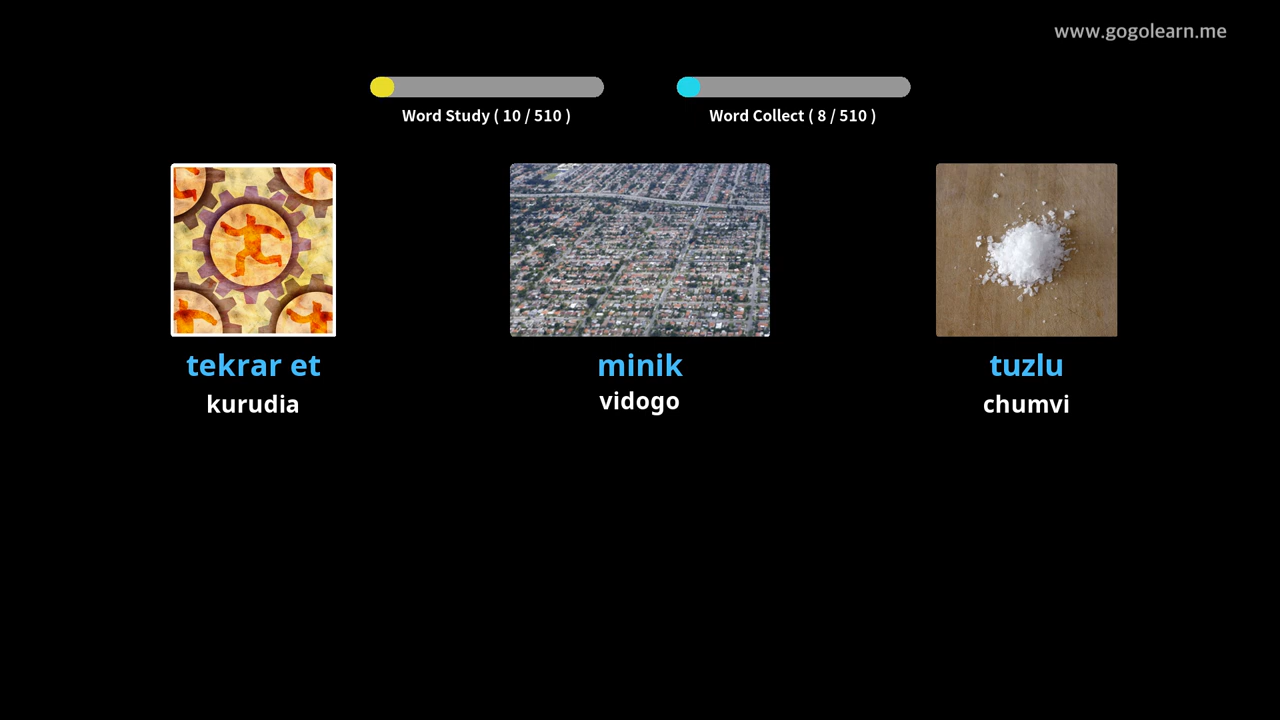 www.gogolearn.me
Word Study ( 10 / 510 )
Word Collect ( 8 / 510 )
tekrar et
kurudia
minik
vidogo
tuzlu
chumvi